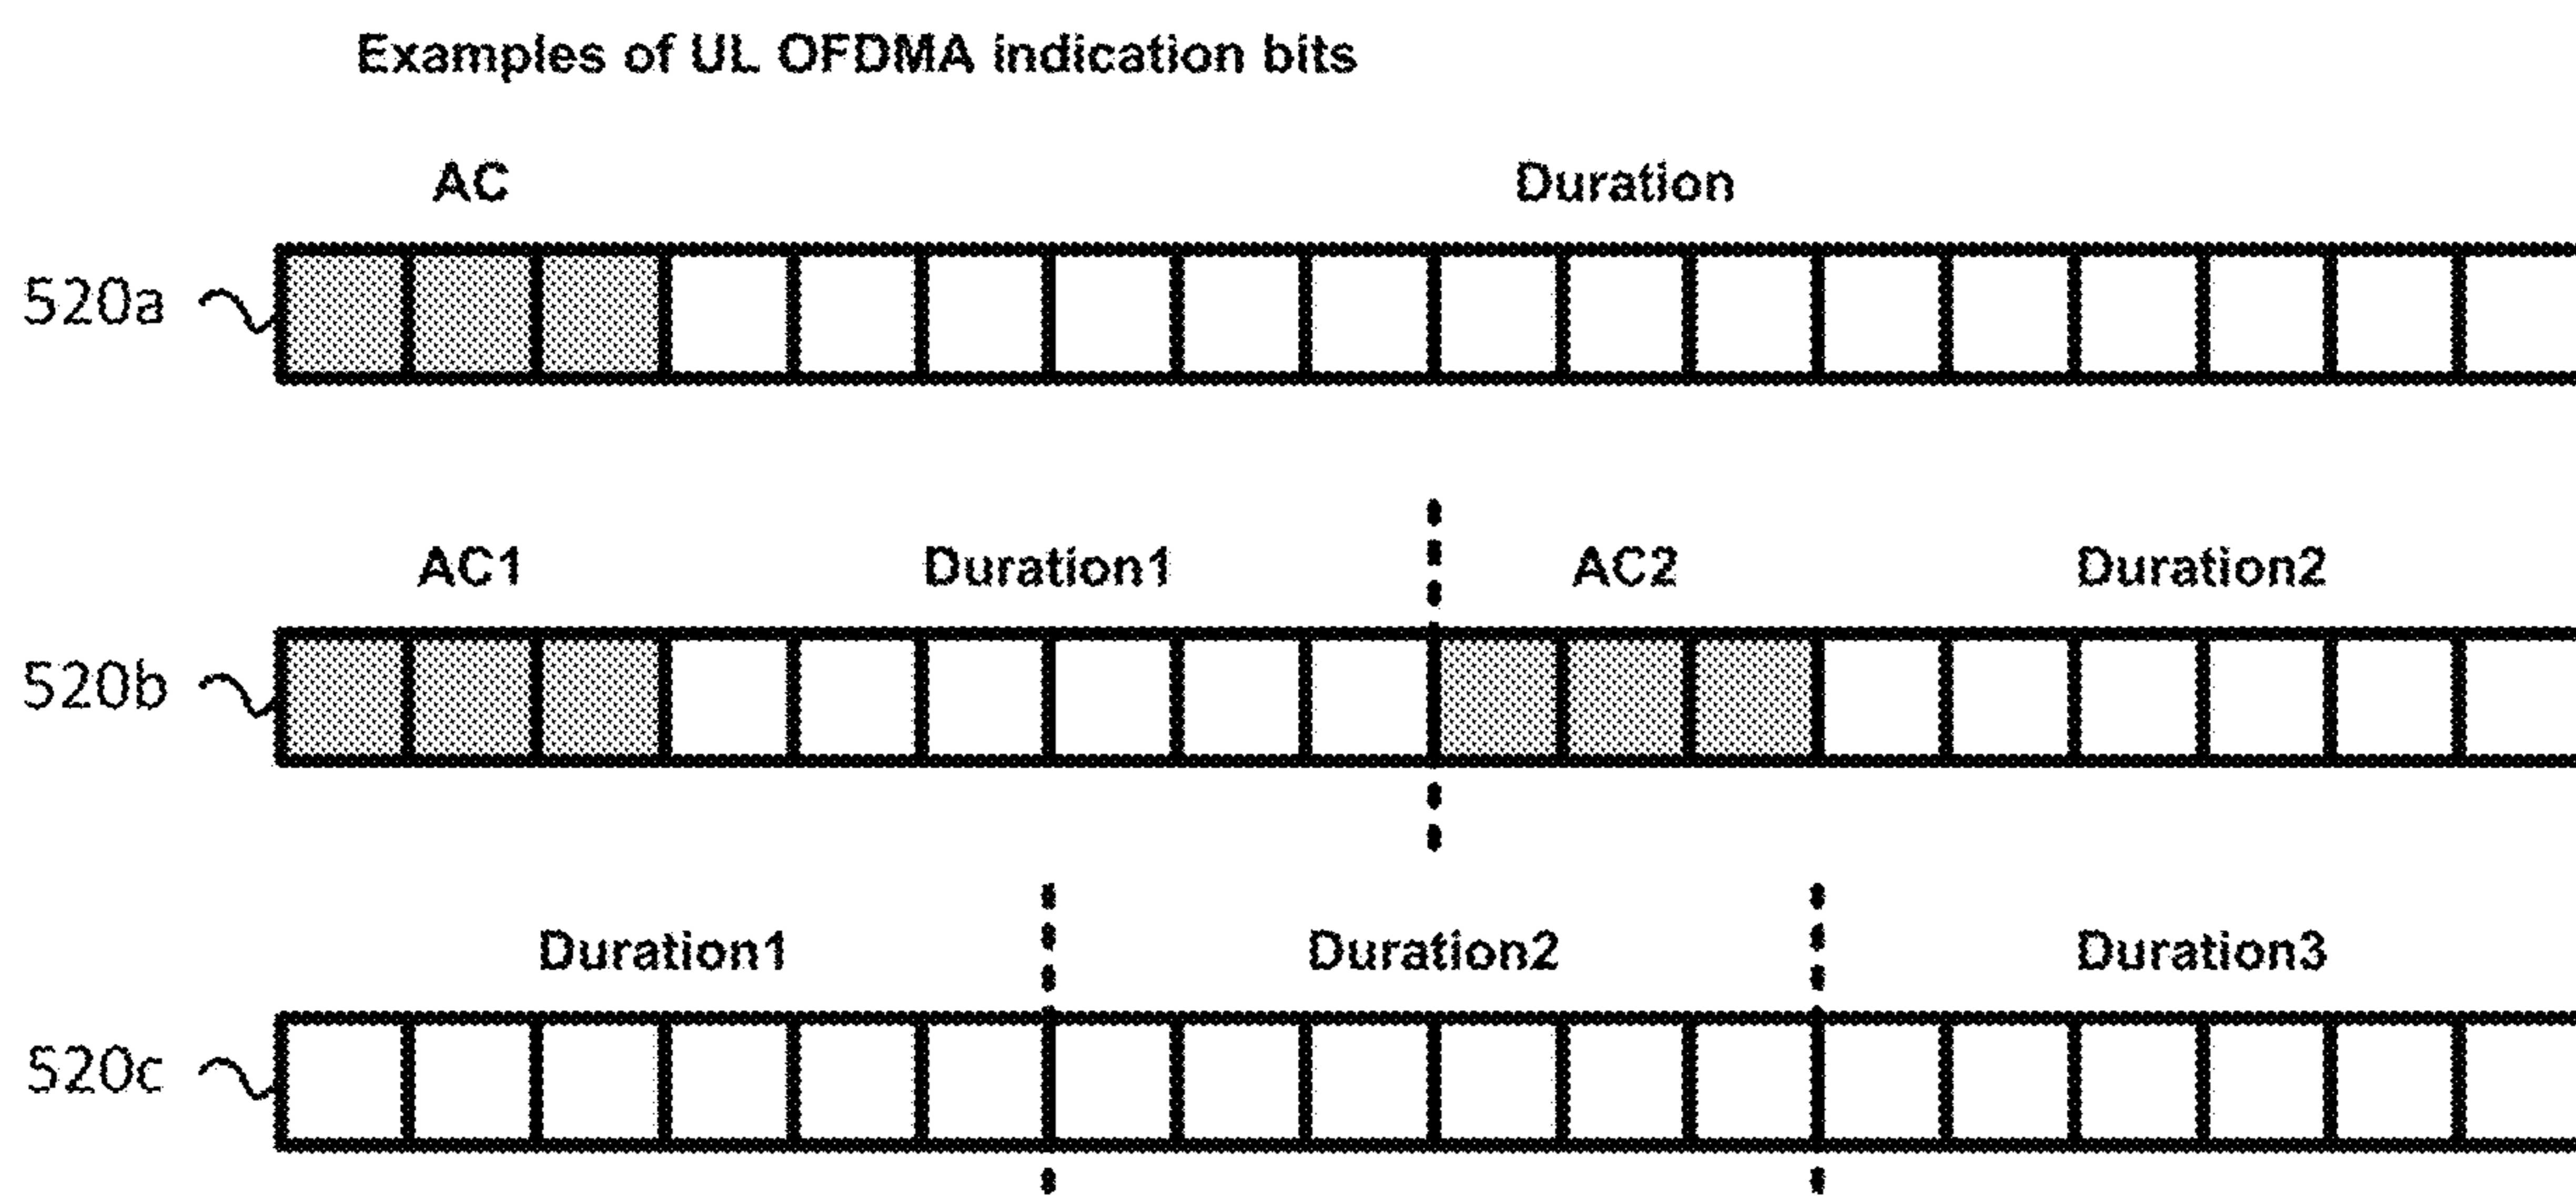 Examples of UL OFDMA indication bits
AC Duration
520a
AC1 Duration1 AC2 Duration2
520b
Duration1 Duration2 Duration3
520c